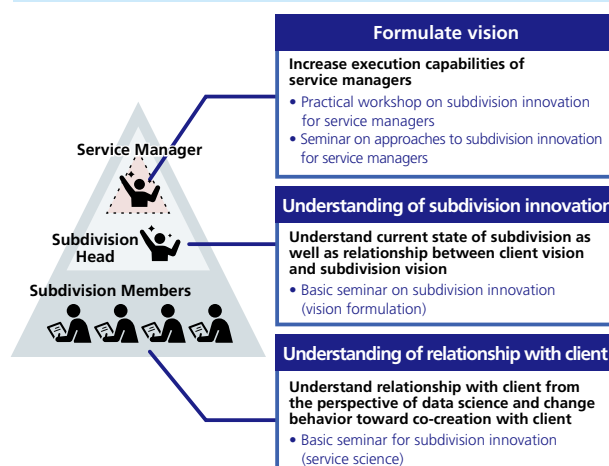 Formulate vision
Increase execution capabilities of
service managers
• Practical workshop on subdivision innovation
for service managers
• Seminar on approaches to subdivision innovation
for service managers
Service Manager
Understanding of subdivision innovation
Understand current state of subdivision as
well as relationship between client vision
and subdivision vision
• Basic seminar on subdivision innovation
(vision formulation)
Subdivision
Head
Subdivision Members
Understanding of relationship with client
Understand relationship with client from
the perspective of data science and change
behavior toward co-creation with client
• Basic seminar for subdivision innovation
(service science)